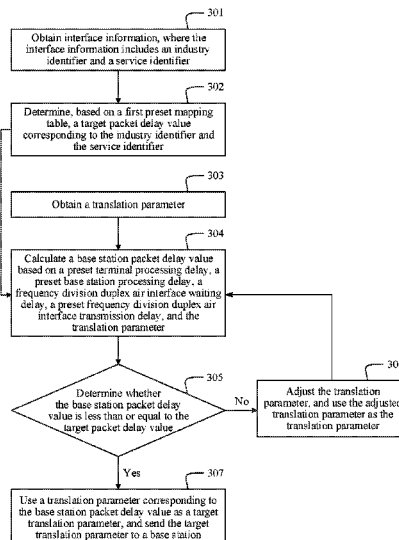 301
Obtain interface information, where the
interface information includes an industry
identifier and a service identifier
302
Determine, based on a first preset mapping
table, a target packet delay value
corresponding to the industry identifier and
the service identifier
303
Obtain a translation parameter
304
Calculate a base station packet delay value
based on a preset terminal processing delay, a
preset base station processing delay, a
frequency division duplex air interface waiting
delay, a preset frequency division duplex air
interface transmission delay, and the
translation parameter
305
Determine whether
the base station packet delay
value is less than or equal to the
target packet delay value
No
30
Adjust the translation
parameter, and use the adjusted
translation parameter as the
translation parameter
Yes
307
Use a translation parameter corresponding to
the base station packet delay value as a target
translation parameter, and send the target
translation parameter to a base station